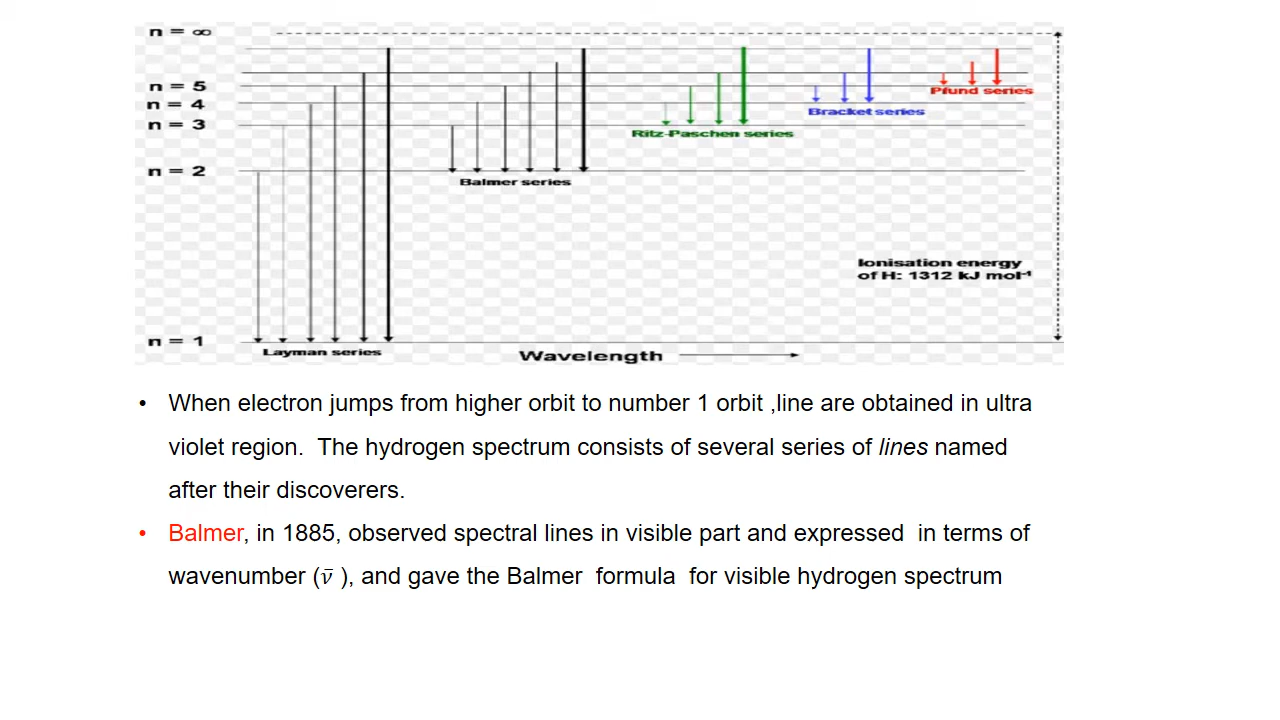 n = ∞
n = 5
n = 4
n = 3
n = 2
n = 1
Pfund series
Bracket series
Ritz-Paschen series
Balmer series
Ionisation energy
of H: 1312 kJ mol⁻¹
Layman series
Wavelength
• When electron jumps from higher orbit to number 1 orbit ,line are obtained in ultra
violet region. The hydrogen spectrum consists of several series of lines named
after their discoverers.
• Balmer, in 1885, observed spectral lines in visible part and expressed in terms of
wavenumber (ν̄ ), and gave the Balmer formula for visible hydrogen spectrum